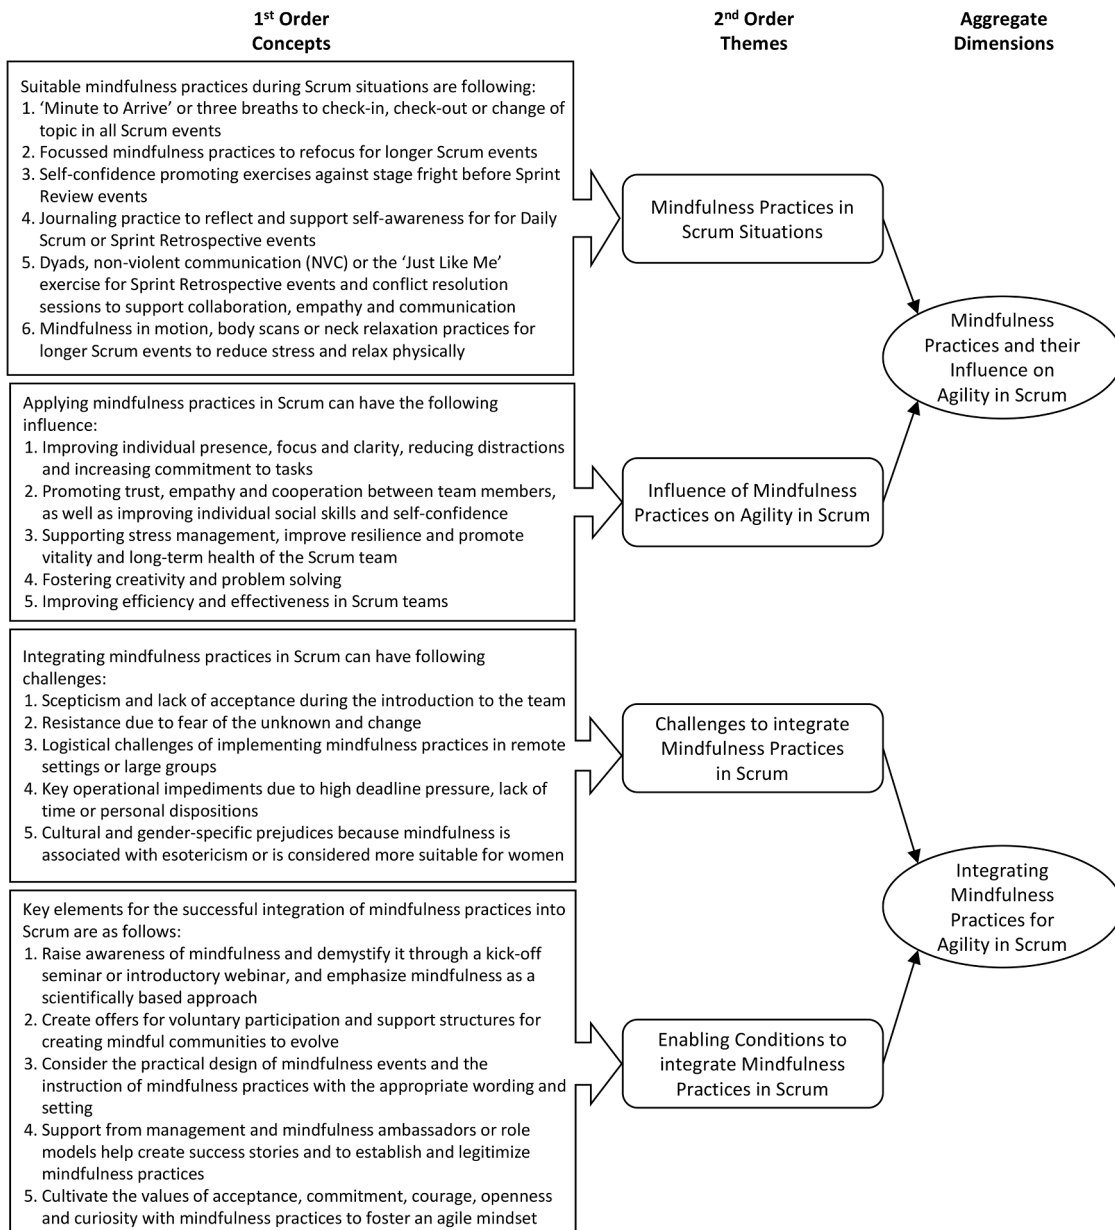 1st Order
Concepts
2nd Order
Themes
Aggregate
Dimensions
Suitable mindfulness practices during Scrum situations are following:
1. ‘Minute to Arrive’ or three breaths to check-in, check-out or change of
topic in all Scrum events
2. Focussed mindfulness practices to refocus for longer Scrum events
3. Self-confidence promoting exercises against stage fright before Sprint
Review events
4. Journaling practice to reflect and support self-awareness for for Daily
Scrum or Sprint Retrospective events
5. Dyads, non-violent communication (NVC) or the ‘Just Like Me’
exercise for Sprint Retrospective events and conflict resolution
sessions to support collaboration, empathy and communication
6. Mindfulness in motion, body scans or neck relaxation practices for
longer Scrum events to reduce stress and relax physically
Mindfulness Practices in
Scrum Situations
Mindfulness
Practices and their
Influence on
Agility in Scrum
Applying mindfulness practices in Scrum can have the following
influence:
1. Improving individual presence, focus and clarity, reducing distractions
and increasing commitment to tasks
2. Promoting trust, empathy and cooperation between team members,
as well as improving individual social skills and self-confidence
3. Supporting stress management, improve resilience and promote
vitality and long-term health of the Scrum team
4. Fostering creativity and problem solving
5. Improving efficiency and effectiveness in Scrum teams
Influence of Mindfulness
Practices on Agility in Scrum
Integrating mindfulness practices in Scrum can have following
challenges:
1. Scepticism and lack of acceptance during the introduction to the team
2. Resistance due to fear of the unknown and change
3. Logistical challenges of implementing mindfulness practices in remote
settings or large groups
4. Key operational impediments due to high deadline pressure, lack of
time or personal dispositions
5. Cultural and gender-specific prejudices because mindfulness is
associated with esotericism or is considered more suitable for women
Challenges to integrate
Mindfulness Practices
in Scrum
Integrating
Mindfulness
Practices for
Agility in Scrum
Key elements for the successful integration of mindfulness practices into
Scrum are as follows:
1. Raise awareness of mindfulness and demystify it through a kick-off
seminar or introductory webinar, and emphasize mindfulness as a
scientifically based approach
2. Create offers for voluntary participation and support structures for
creating mindful communities to evolve
3. Consider the practical design of mindfulness events and the
instruction of mindfulness practices with the appropriate wording and
setting
4. Support from management and mindfulness ambassadors or role
models help create success stories and to establish and legitimize
mindfulness practices
5. Cultivate the values of acceptance, commitment, courage, openness
and curiosity with mindfulness practices to foster an agile mindset
Enabling Conditions to
integrate Mindfulness
Practices in Scrum